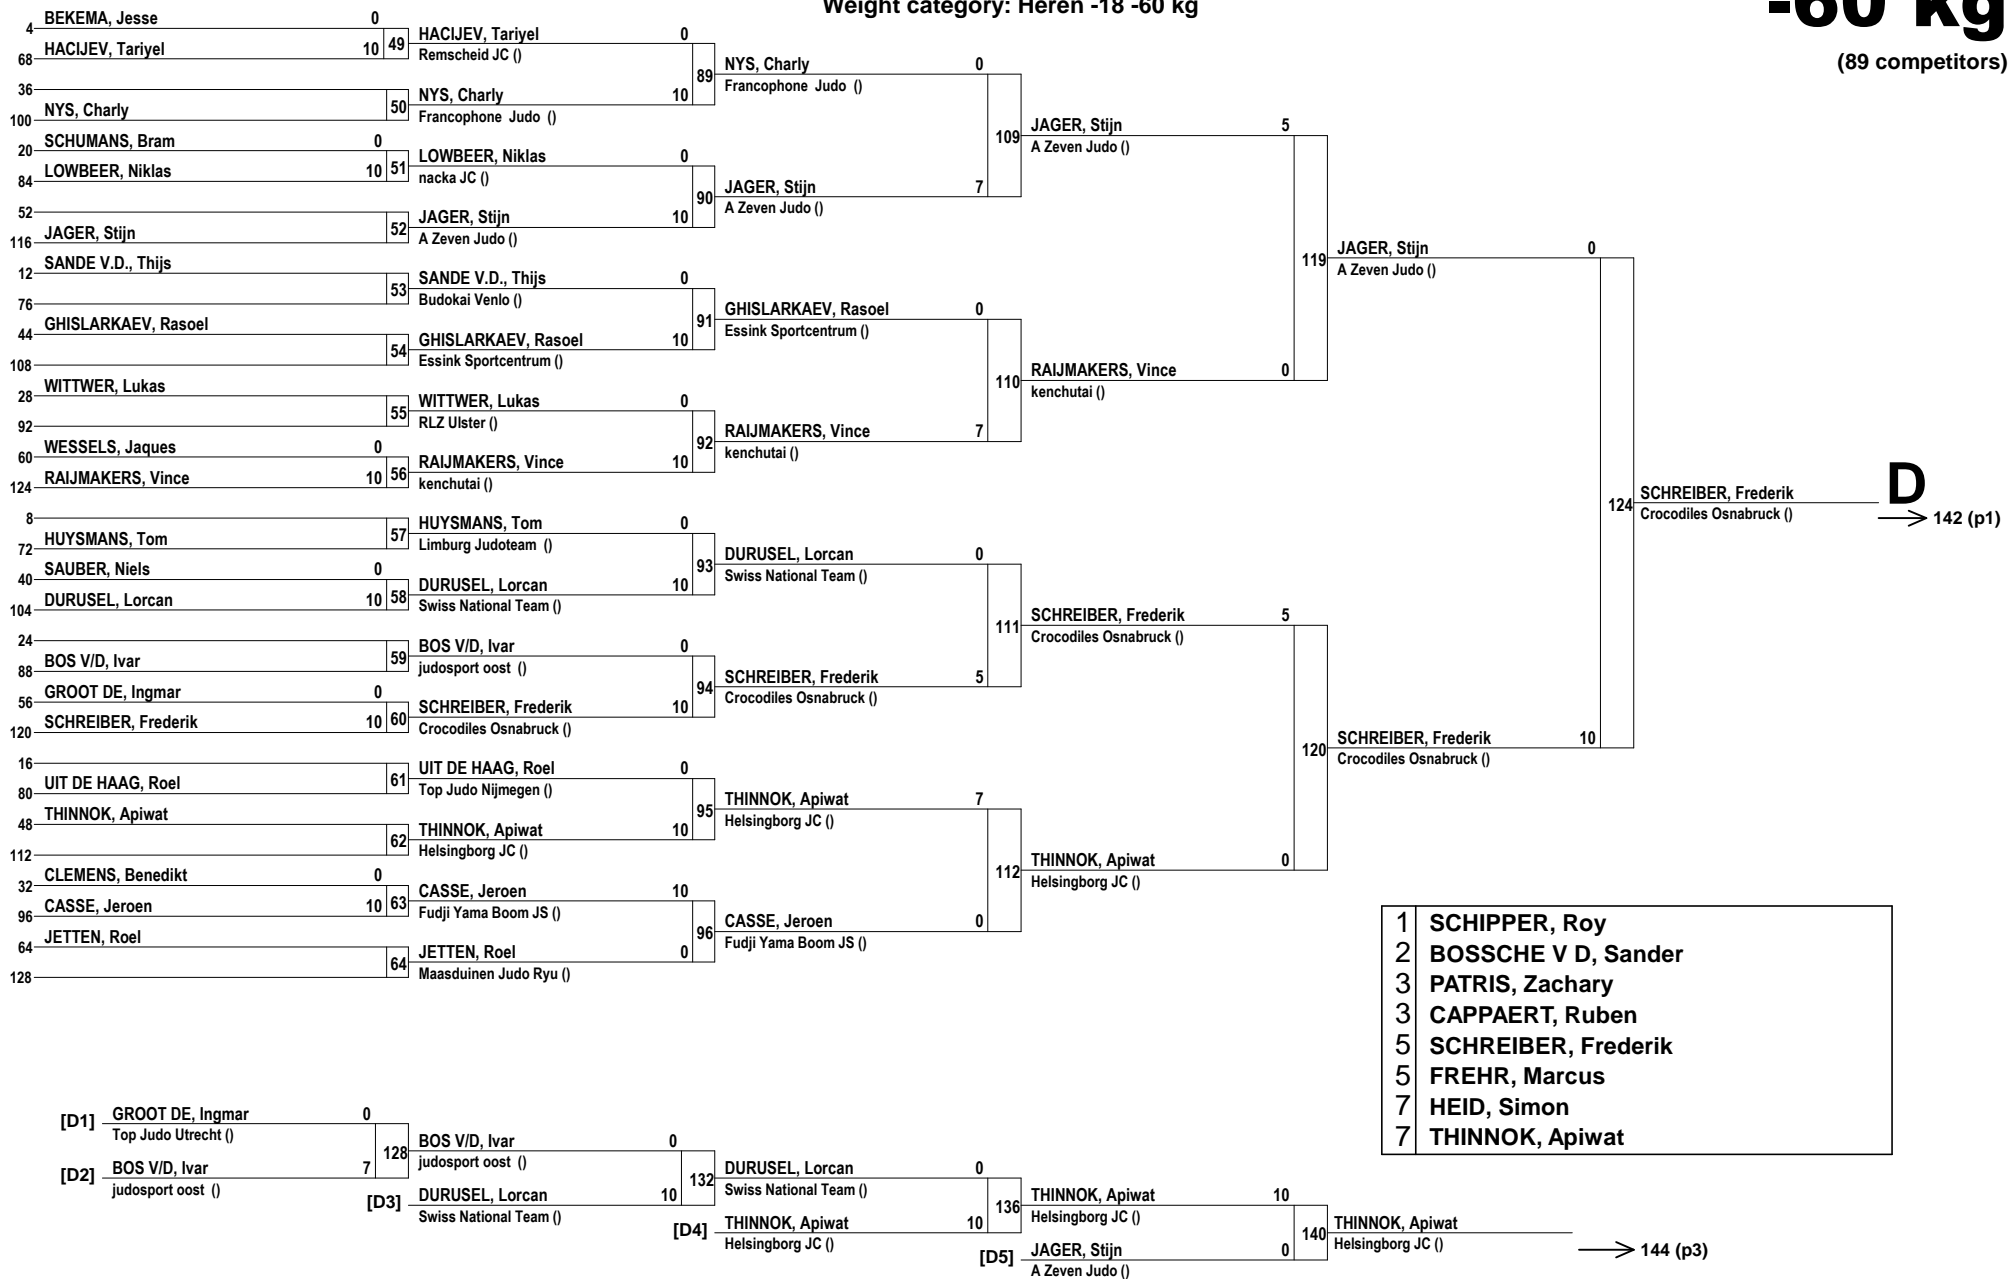 Weight category: Heren -18 -60 kg
-60 kg
(89 competitors)
4 BEKEMA, Jesse 0
68 HACIJEV, Tariyel 10 49
36
100 NYS, Charly 50
20 SCHUMANS, Bram 0
84 LOWBEER, Niklas 10 51
52
116 JAGER, Stijn 52
12 SANDE V.D., Thijs
76 53
44 GHISLARKAEV, Rasoel
108 54
28 WITTWER, Lukas
92 55
60 WESSELS, Jaques 0
124 RAIJMAKERS, Vince 10 56
8
72 HUYSMANS, Tom 57
40 SAUBER, Niels 0
104 DURUSEL, Lorcan 10 58
24
88 BOS V/D, Ivar 59
56 GROOT DE, Ingmar 0
120 SCHREIBER, Frederik 10 60
16
80 UIT DE HAAG, Roel 61
48 THINNOK, Apiwat
112 62
32 CLEMENS, Benedikt 0
96 CASSE, Jeroen 10 63
64 JETTEN, Roel
128 64
HACIJEV, Tariyel 0
Remscheid JC ()
89
NYS, Charly 10
Francophone Judo ()
LOWBEER, Niklas 0
nacka JC ()
90
JAGER, Stijn 10
A Zeven Judo ()
SANDE V.D., Thijs 0
Budokai Venlo ()
91
GHISLARKAEV, Rasoel 10
Essink Sportcentrum ()
WITTWER, Lukas 0
RLZ Ulster ()
92
RAIJMAKERS, Vince 10
kenchutai ()
HUYSMANS, Tom 0
Limburg Judoteam ()
93
DURUSEL, Lorcan 10
Swiss National Team ()
BOS V/D, Ivar 0
judosport oost ()
94
SCHREIBER, Frederik 10
Crocodiles Osnabruck ()
UIT DE HAAG, Roel 0
Top Judo Nijmegen ()
95
THINNOK, Apiwat 10
Helsingborg JC ()
CASSE, Jeroen 10
Fudji Yama Boom JS ()
96
JETTEN, Roel 0
Maasduinen Judo Ryu ()
NYS, Charly 0
Francophone Judo ()
109
JAGER, Stijn 7
A Zeven Judo ()
GHISLARKAEV, Rasoel 0
Essink Sportcentrum ()
110
RAIJMAKERS, Vince 7
kenchutai ()
DURUSEL, Lorcan 0
Swiss National Team ()
111
SCHREIBER, Frederik 5
Crocodiles Osnabruck ()
THINNOK, Apiwat 7
Helsingborg JC ()
112
CASSE, Jeroen 0
Fudji Yama Boom JS ()
JAGER, Stijn 5
A Zeven Judo ()
119
RAIJMAKERS, Vince 0
kenchutai ()
SCHREIBER, Frederik 5
Crocodiles Osnabruck ()
120
THINNOK, Apiwat 0
Helsingborg JC ()
JAGER, Stijn 0
A Zeven Judo ()
124
SCHREIBER, Frederik 10
Crocodiles Osnabruck ()
SCHREIBER, Frederik
Crocodiles Osnabruck ()
D
142 (p1)
1 SCHIPPER, Roy
2 BOSSCHE V D, Sander
3 PATRIS, Zachary
3 CAPPAERT, Ruben
5 SCHREIBER, Frederik
5 FREHR, Marcus
7 HEID, Simon
7 THINNOK, Apiwat
[D1] GROOT DE, Ingmar 0
Top Judo Utrecht ()
128
[D2] BOS V/D, Ivar 7
judosport oost ()
BOS V/D, Ivar 0
judosport oost ()
132
[D3] DURUSEL, Lorcan 10
Swiss National Team ()
DURUSEL, Lorcan 0
Swiss National Team ()
136
[D4] THINNOK, Apiwat 10
Helsingborg JC ()
THINNOK, Apiwat 10
Helsingborg JC ()
140
[D5] JAGER, Stijn 0
A Zeven Judo ()
THINNOK, Apiwat
Helsingborg JC ()
144 (p3)